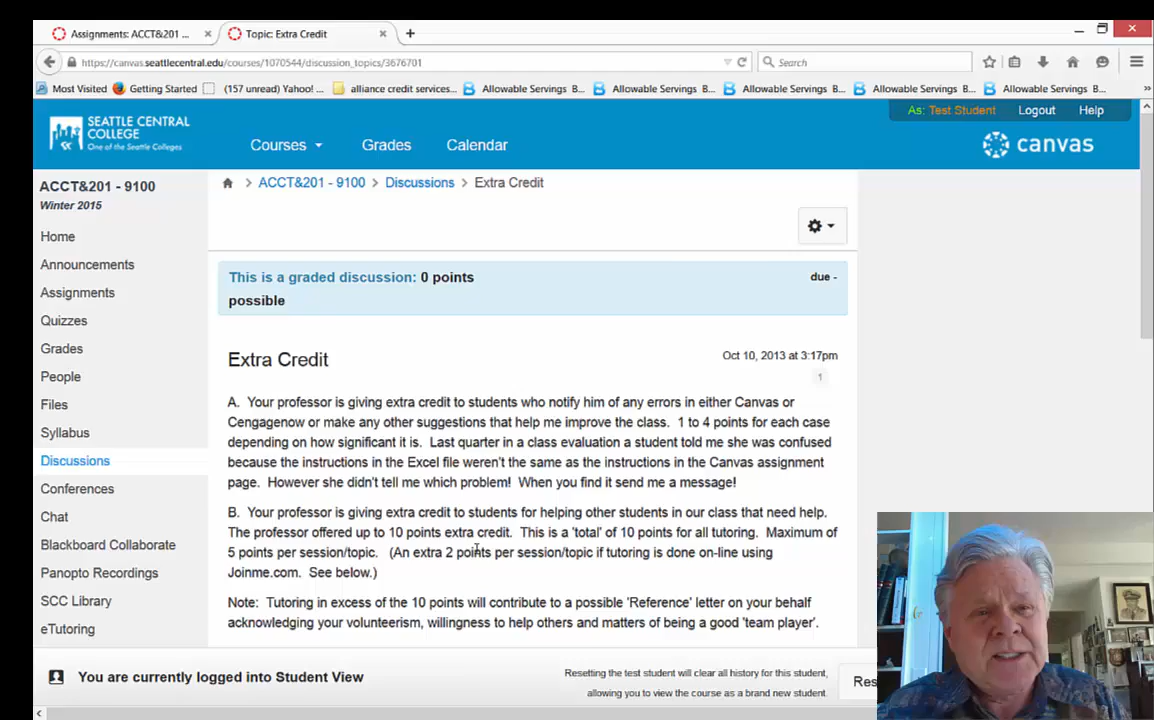 Assignments: ACCT&201 ... × Topic: Extra Credit × +
https://canvas.seattlecentral.edu/courses/1070544/discussion_topics/3676701 Search
Most Visited Getting Started (157 unread) Yahoo! ... alliance credit services... Allowable Servings B... Allowable Servings B... Allowable Servings B... Allowable Servings B... Allowable Servings B... »
As: Test Student Logout Help
SEATTLE CENTRAL
COLLEGE
One of the Seattle Colleges
Courses Grades Calendar
canvas
ACCT&201 - 9100
Winter 2015
Home
Announcements
Assignments
Quizzes
Grades
People
Files
Syllabus
Discussions
Conferences
Chat
Blackboard Collaborate
Panopto Recordings
SCC Library
eTutoring
ACCT&201 - 9100 > Discussions > Extra Credit
This is a graded discussion: 0 points
possible
due -
Extra Credit
Oct 10, 2013 at 3:17pm
1
A. Your professor is giving extra credit to students who notify him of any errors in either Canvas or
Cengagenow or make any other suggestions that help me improve the class. 1 to 4 points for each case
depending on how significant it is. Last quarter in a class evaluation a student told me she was confused
because the instructions in the Excel file weren't the same as the instructions in the Canvas assignment
page. However she didn't tell me which problem! When you find it send me a message!
B. Your professor is giving extra credit to students for helping other students in our class that need help.
The professor offered up to 10 points extra credit. This is a 'total' of 10 points for all tutoring. Maximum of
5 points per session/topic. (An extra 2 points per session/topic if tutoring is done on-line using
Joinme.com. See below.)
Note: Tutoring in excess of the 10 points will contribute to a possible 'Reference' letter on your behalf
acknowledging your volunteerism, willingness to help others and matters of being a good 'team player'.
You are currently logged into Student View
Resetting the test student will clear all history for this student,
allowing you to view the course as a brand new student.
Res